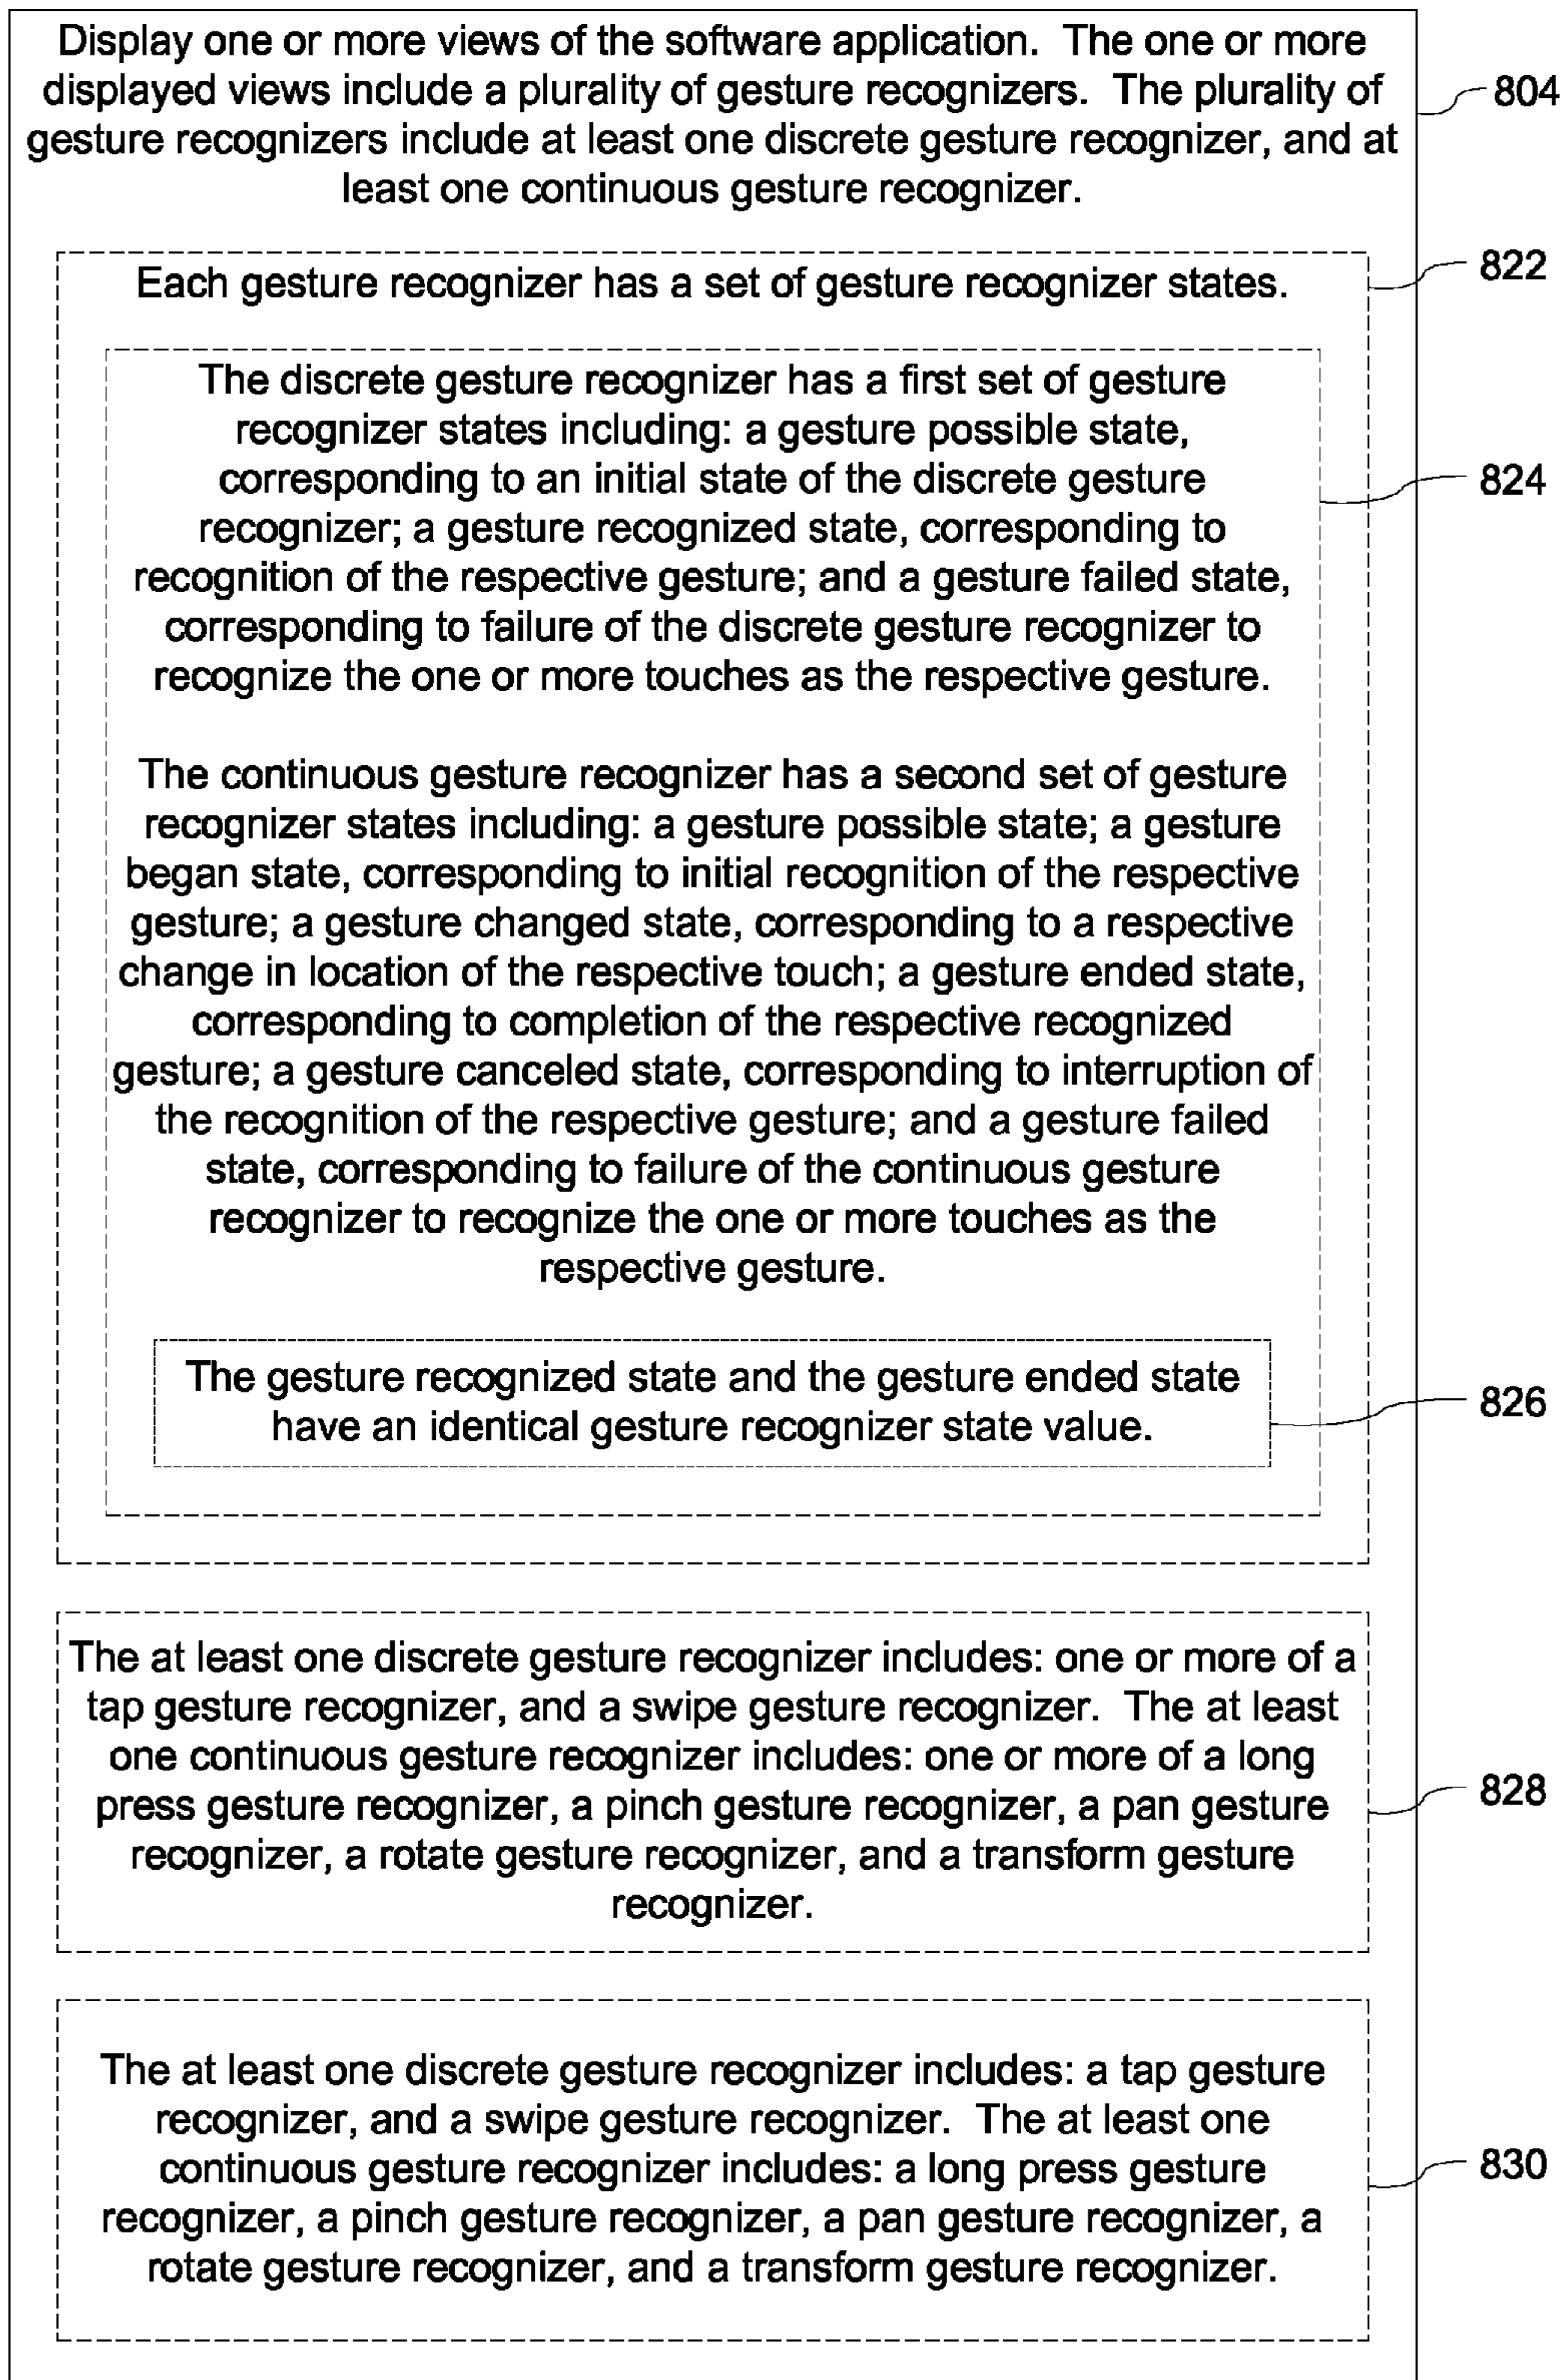 Display one or more views of the software application.  The one or more
displayed views include a plurality of gesture recognizers.  The plurality of
gesture recognizers include at least one discrete gesture recognizer, and at
least one continuous gesture recognizer.
804
Each gesture recognizer has a set of gesture recognizer states.
822
The discrete gesture recognizer has a first set of gesture
recognizer states including: a gesture possible state,
corresponding to an initial state of the discrete gesture
recognizer; a gesture recognized state, corresponding to
recognition of the respective gesture; and a gesture failed state,
corresponding to failure of the discrete gesture recognizer to
recognize the one or more touches as the respective gesture.
824
The continuous gesture recognizer has a second set of gesture
recognizer states including: a gesture possible state; a gesture
began state, corresponding to initial recognition of the respective
gesture; a gesture changed state, corresponding to a respective
change in location of the respective touch; a gesture ended state,
corresponding to completion of the respective recognized
gesture; a gesture canceled state, corresponding to interruption of
the recognition of the respective gesture; and a gesture failed
state, corresponding to failure of the continuous gesture
recognizer to recognize the one or more touches as the
respective gesture.
The gesture recognized state and the gesture ended state
have an identical gesture recognizer state value.
826
The at least one discrete gesture recognizer includes: one or more of a
tap gesture recognizer, and a swipe gesture recognizer.  The at least
one continuous gesture recognizer includes: one or more of a long
press gesture recognizer, a pinch gesture recognizer, a pan gesture
recognizer, a rotate gesture recognizer, and a transform gesture
recognizer.
828
The at least one discrete gesture recognizer includes: a tap gesture
recognizer, and a swipe gesture recognizer.  The at least one
continuous gesture recognizer includes: a long press gesture
recognizer, a pinch gesture recognizer, a pan gesture recognizer, a
rotate gesture recognizer, and a transform gesture recognizer.
830